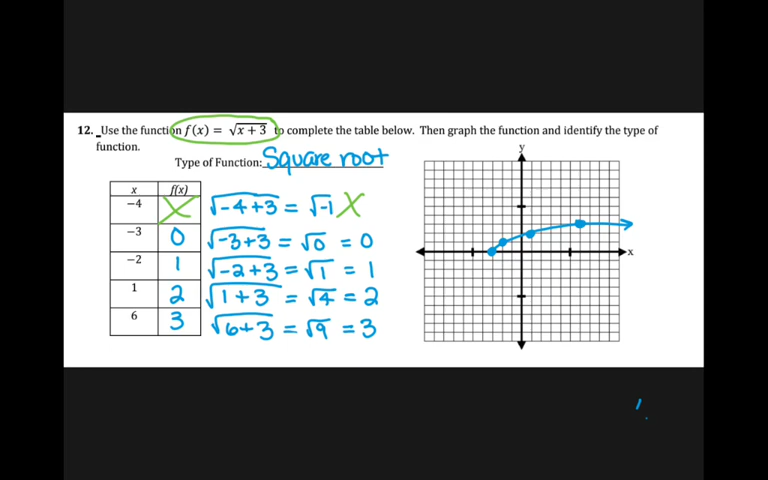 12. Use the function f(x) = √x + 3 to complete the table below. Then graph the function and identify the type of
function.
Type of Function: Square root
y
x f(x)
−4 X √-4+3 = √-1 X
−3 0 √-3+3 = √0 = 0
x
−2 1 √-2+3 = √1 = 1
1 2 √1+3 = √4 = 2
6 3 √6+3 = √9 = 3